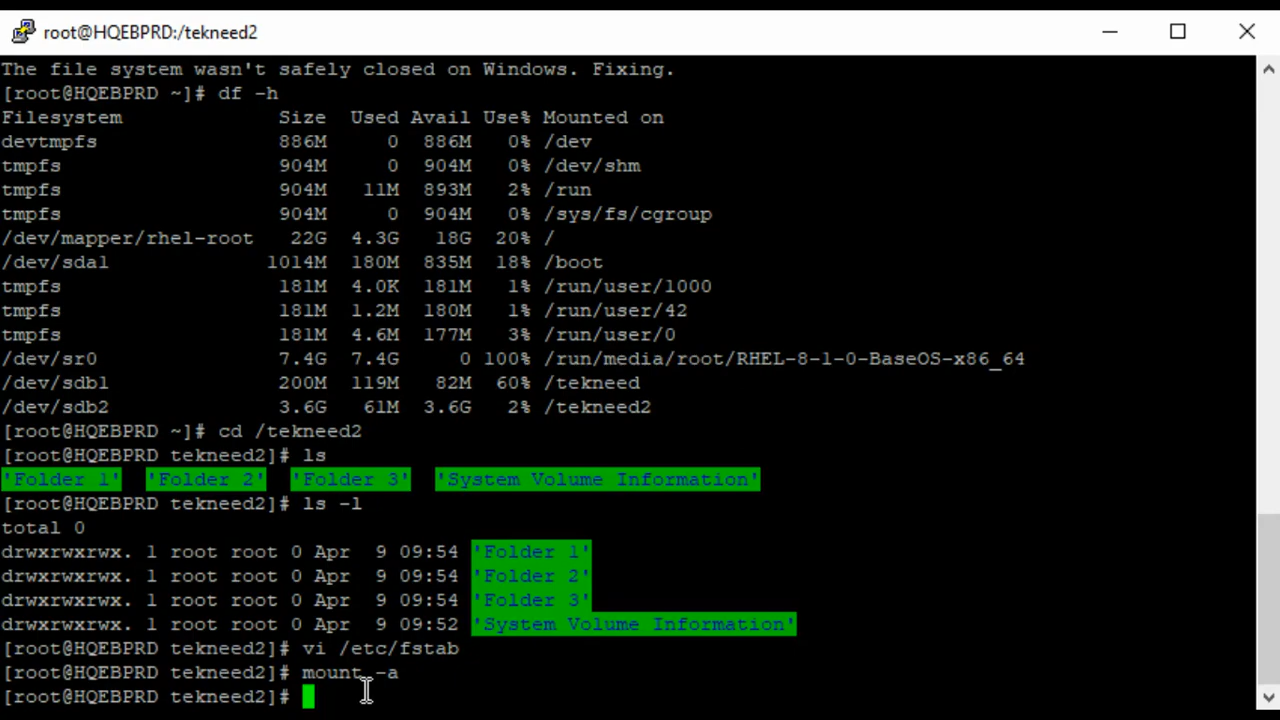 root@HQEBPRD:/tekneed2
The file system wasn't safely closed on Windows. Fixing.
[root@HQEBPRD ~]# df -h
Filesystem             Size  Used Avail Use% Mounted on
devtmpfs               886M     0  886M   0% /dev
tmpfs                  904M     0  904M   0% /dev/shm
tmpfs                  904M   11M  893M   2% /run
tmpfs                  904M     0  904M   0% /sys/fs/cgroup
/dev/mapper/rhel-root   22G  4.3G   18G  20% /
/dev/sda1             1014M  180M  835M  18% /boot
tmpfs                  181M  4.0K  181M   1% /run/user/1000
tmpfs                  181M  1.2M  180M   1% /run/user/42
tmpfs                  181M  4.6M  177M   3% /run/user/0
/dev/sr0               7.4G  7.4G     0 100% /run/media/root/RHEL-8-1-0-BaseOS-x86_64
/dev/sdb1              200M  119M   82M  60% /tekneed
/dev/sdb2              3.6G   61M  3.6G   2% /tekneed2
[root@HQEBPRD ~]# cd /tekneed2
[root@HQEBPRD tekneed2]# ls
'Folder 1'  'Folder 2'  'Folder 3'  'System Volume Information'
[root@HQEBPRD tekneed2]# ls -l
total 0
drwxrwxrwx. 1 root root 0 Apr  9 09:54 'Folder 1'
drwxrwxrwx. 1 root root 0 Apr  9 09:54 'Folder 2'
drwxrwxrwx. 1 root root 0 Apr  9 09:54 'Folder 3'
drwxrwxrwx. 1 root root 0 Apr  9 09:52 'System Volume Information'
[root@HQEBPRD tekneed2]# vi /etc/fstab
[root@HQEBPRD tekneed2]# mount -a
[root@HQEBPRD tekneed2]#